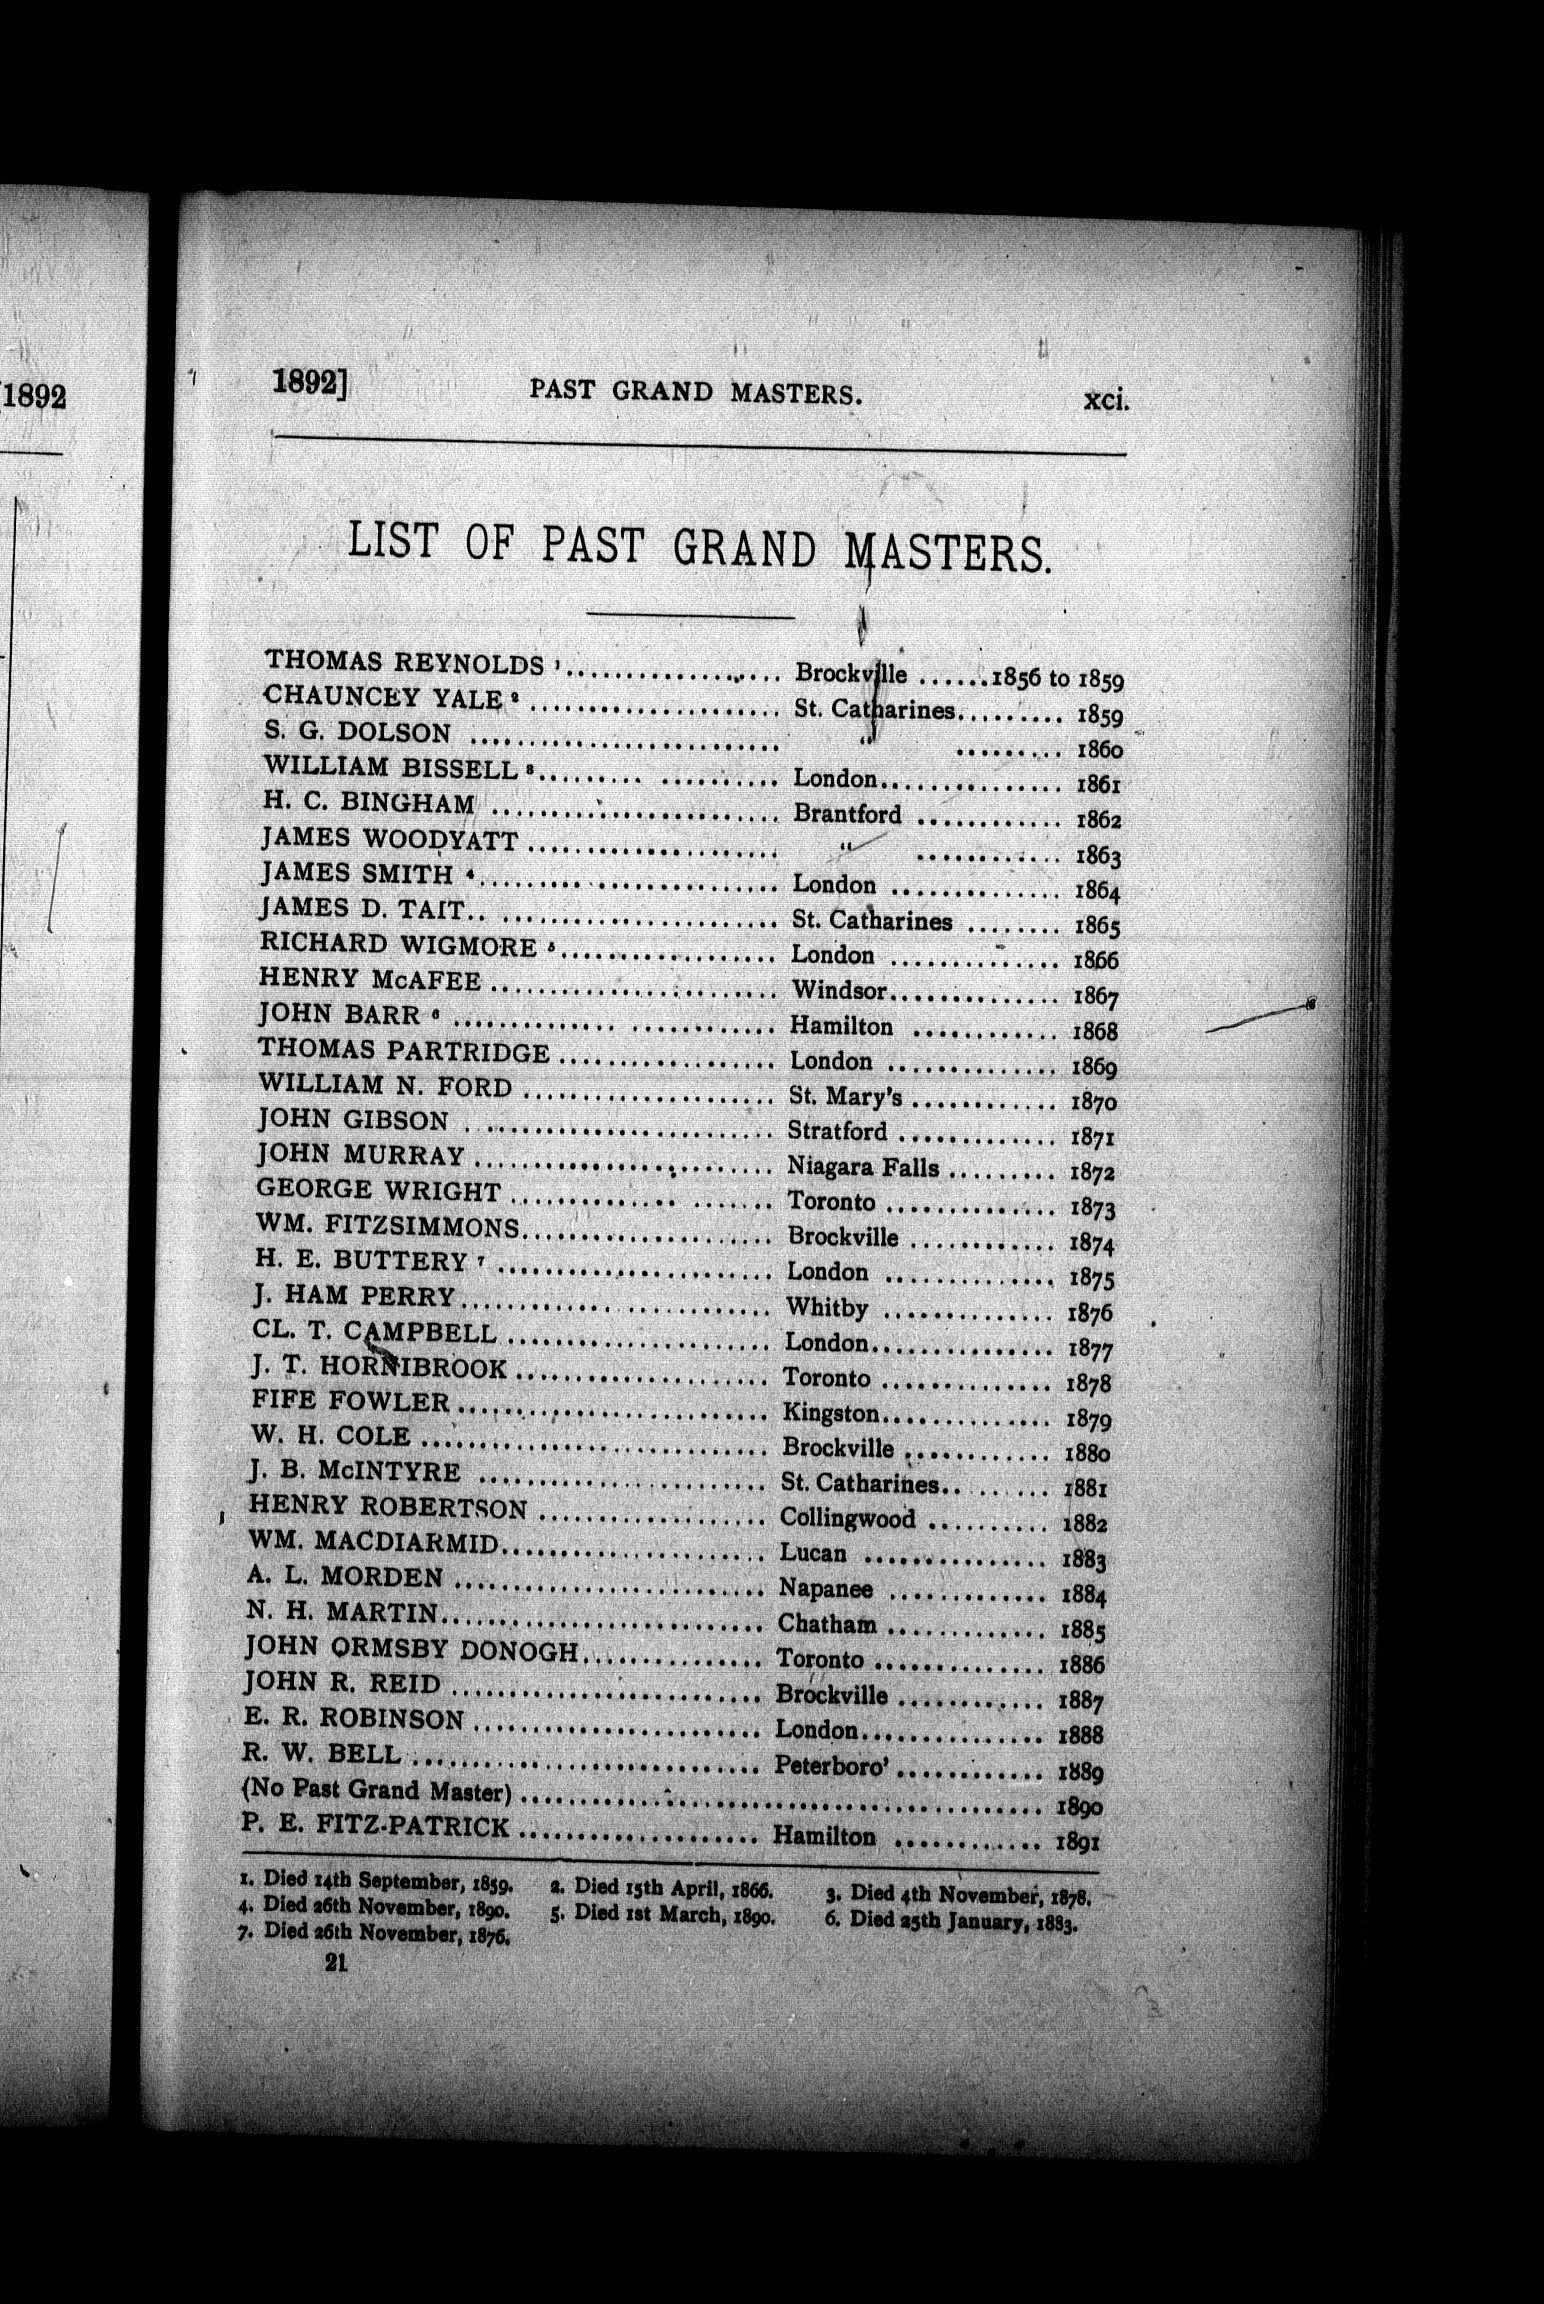 [1892
1892] PAST GRAND MASTERS. xci.
LIST OF PAST GRAND MASTERS.
THOMAS REYNOLDS 1 .................... Brockville ......1856 to 1859
CHAUNCEY YALE 2 ..................... St. Catharines......... 1859
S. G. DOLSON .......................... " ......... 1860
WILLIAM BISSELL 3 .................... London............... 1861
H. C. BINGHAM ........................ Brantford ............ 1862
JAMES WOODYATT ..................... " ............ 1863
JAMES SMITH 4 ......................... London .............. 1864
JAMES D. TAIT.. ....................... St. Catharines ........ 1865
RICHARD WIGMORE 5 .................. London .............. 1866
HENRY McAFEE ........................ Windsor.............. 1867
JOHN BARR 6 .......................... Hamilton ............ 1868
THOMAS PARTRIDGE ................... London .............. 1869
WILLIAM N. FORD ..................... St. Mary's ............ 1870
JOHN GIBSON .......................... Stratford ............. 1871
JOHN MURRAY ......................... Niagara Falls ......... 1872
GEORGE WRIGHT ..................... Toronto .............. 1873
WM. FITZSIMMONS..................... Brockville ............ 1874
H. E. BUTTERY 7 ....................... London .............. 1875
J. HAM PERRY.......................... Whitby .............. 1876
CL. T. CAMPBELL ...................... London............... 1877
J. T. HORNIBROOK ..................... Toronto .............. 1878
FIFE FOWLER .......................... Kingston.............. 1879
W. H. COLE ............................. Brockville ............ 1880
J. B. McINTYRE ........................ St. Catharines.. ...... 1881
HENRY ROBERTSON ................... Collingwood .......... 1882
WM. MACDIARMID...................... Lucan ............... 1883
A. L. MORDEN .......................... Napanee ............. 1884
N. H. MARTIN........................... Chatham ............. 1885
JOHN ORMSBY DONOGH............... Toronto .............. 1886
JOHN R. REID .......................... Brockville ............ 1887
E. R. ROBINSON ........................ London............... 1888
R. W. BELL ............................. Peterboro' ............ 1889
(No Past Grand Master) ............................................ 1890
P. E. FITZ-PATRICK .................... Hamilton ............ 1891
1. Died 14th September, 1859. 2. Died 15th April, 1866. 3. Died 4th November, 1878.
4. Died 26th November, 1890. 5. Died 1st March, 1890. 6. Died 25th January, 1883.
7. Died 26th November, 1876.
21